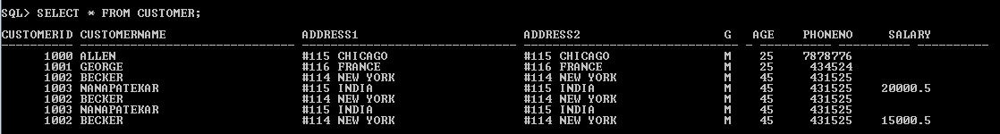 SQL> SELECT * FROM CUSTOMER;
CUSTOMERID CUSTOMERNAME ADDRESS1 ADDRESS2 G AGE PHONENO SALARY
1000 ALLEN #115 CHICAGO #115 CHICAGO M 25 7878776
1001 GEORGE #116 FRANCE #116 FRANCE M 25 434524
1002 BECKER #114 NEW YORK #114 NEW YORK M 45 431525
1003 NANAPATEKAR #115 INDIA #115 INDIA M 45 431525 20000.5
1002 BECKER #114 NEW YORK #114 NEW YORK M 45 431525
1003 NANAPATEKAR #115 INDIA #115 INDIA M 45 431525
1002 BECKER #114 NEW YORK #114 NEW YORK M 45 431525 15000.5